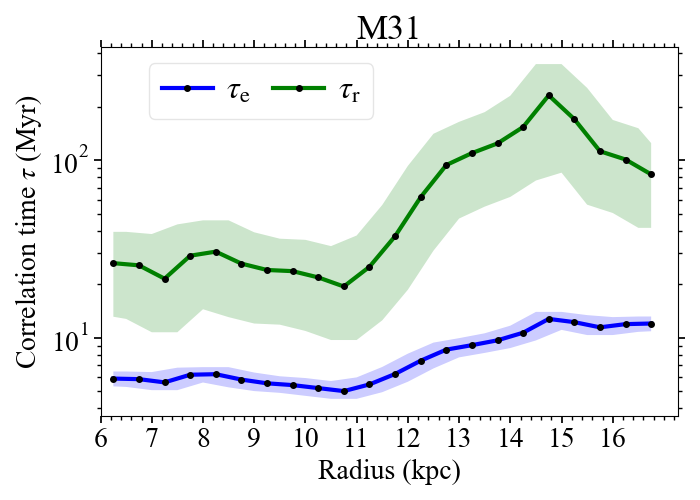 M31
τe τr
Correlation time τ (Myr)
10²
10¹
6 7 8 9 10 11 12 13 14 15 16
Radius (kpc)